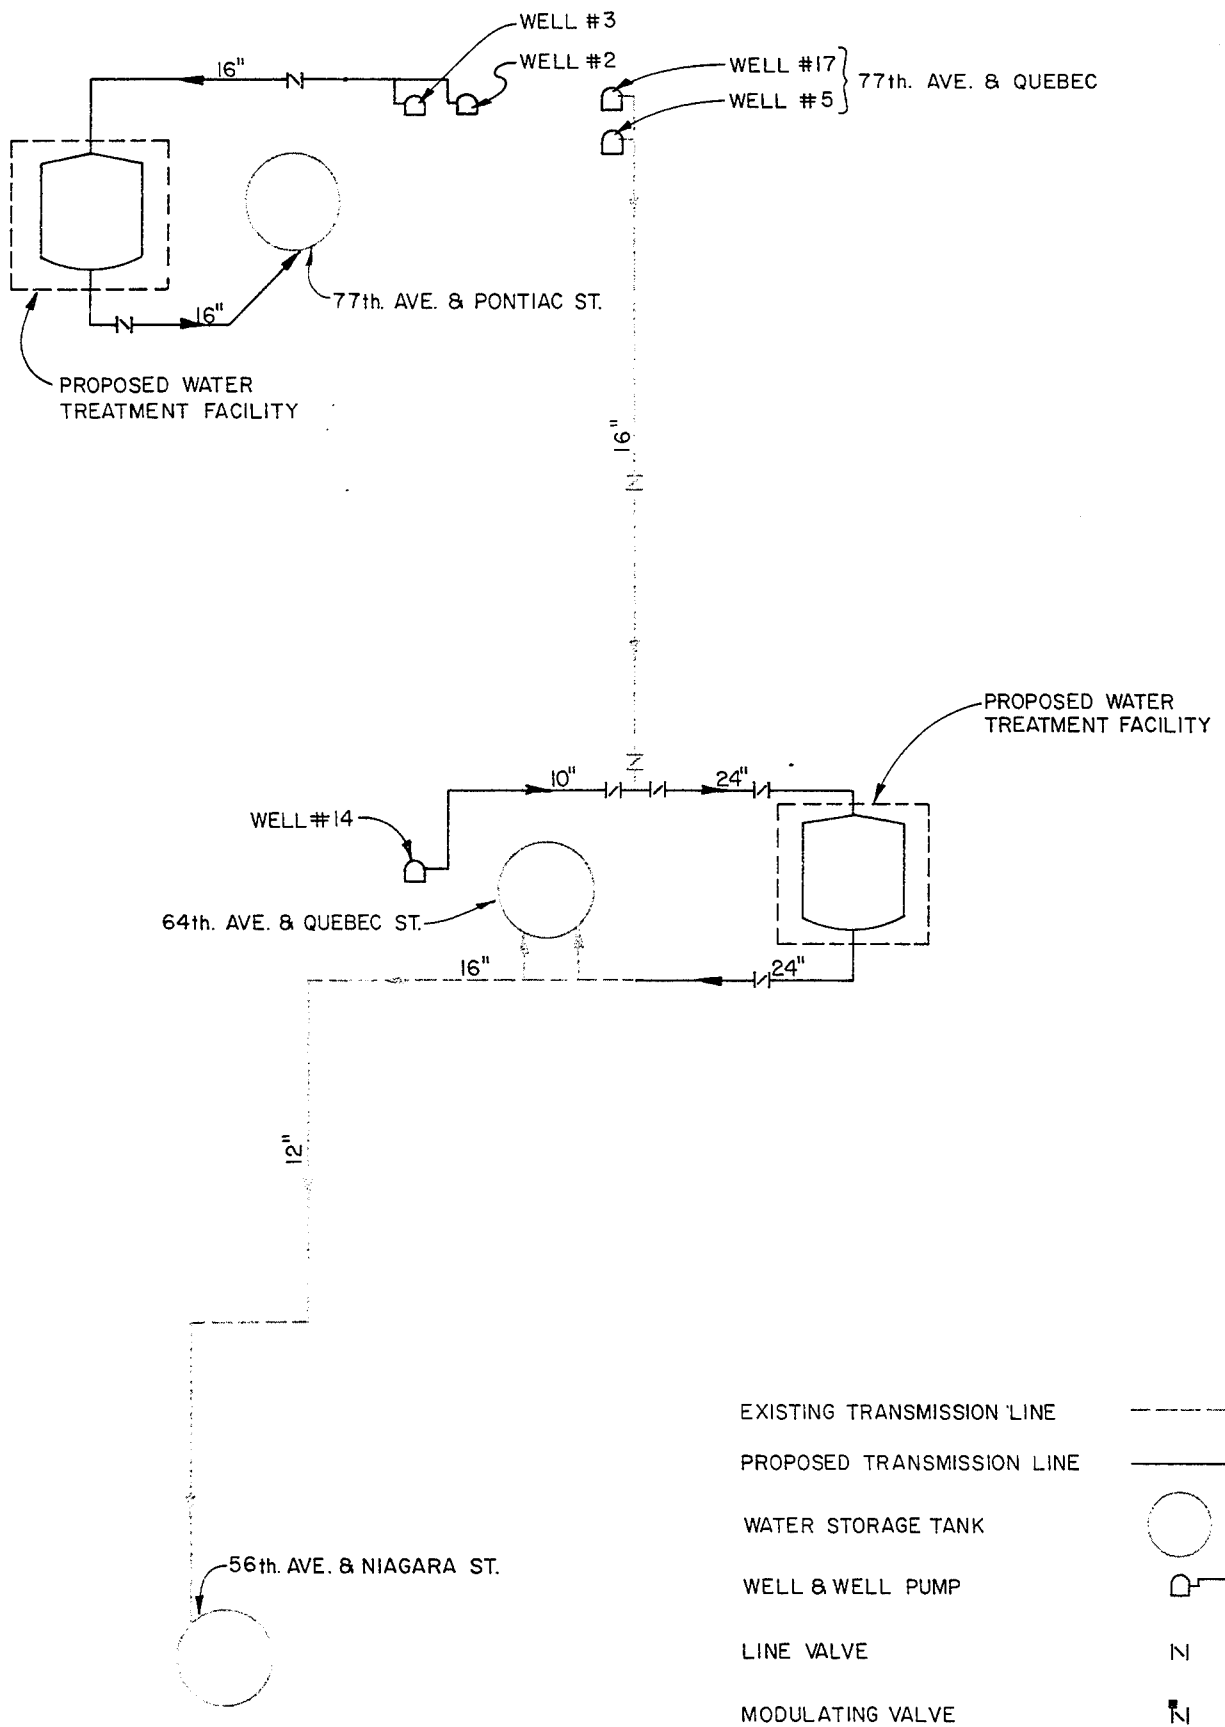 WELL #3
16"
WELL #2
WELL #17
WELL #5
77th. AVE. & QUEBEC
77th. AVE. & PONTIAC ST.
16"
PROPOSED WATER
TREATMENT FACILITY
16"
PROPOSED WATER
TREATMENT FACILITY
10"
24"
WELL #14
64th. AVE. & QUEBEC ST.
16"
24"
12"
56th. AVE. & NIAGARA ST.
EXISTING TRANSMISSION LINE
PROPOSED TRANSMISSION LINE
WATER STORAGE TANK
WELL & WELL PUMP
LINE VALVE
MODULATING VALVE